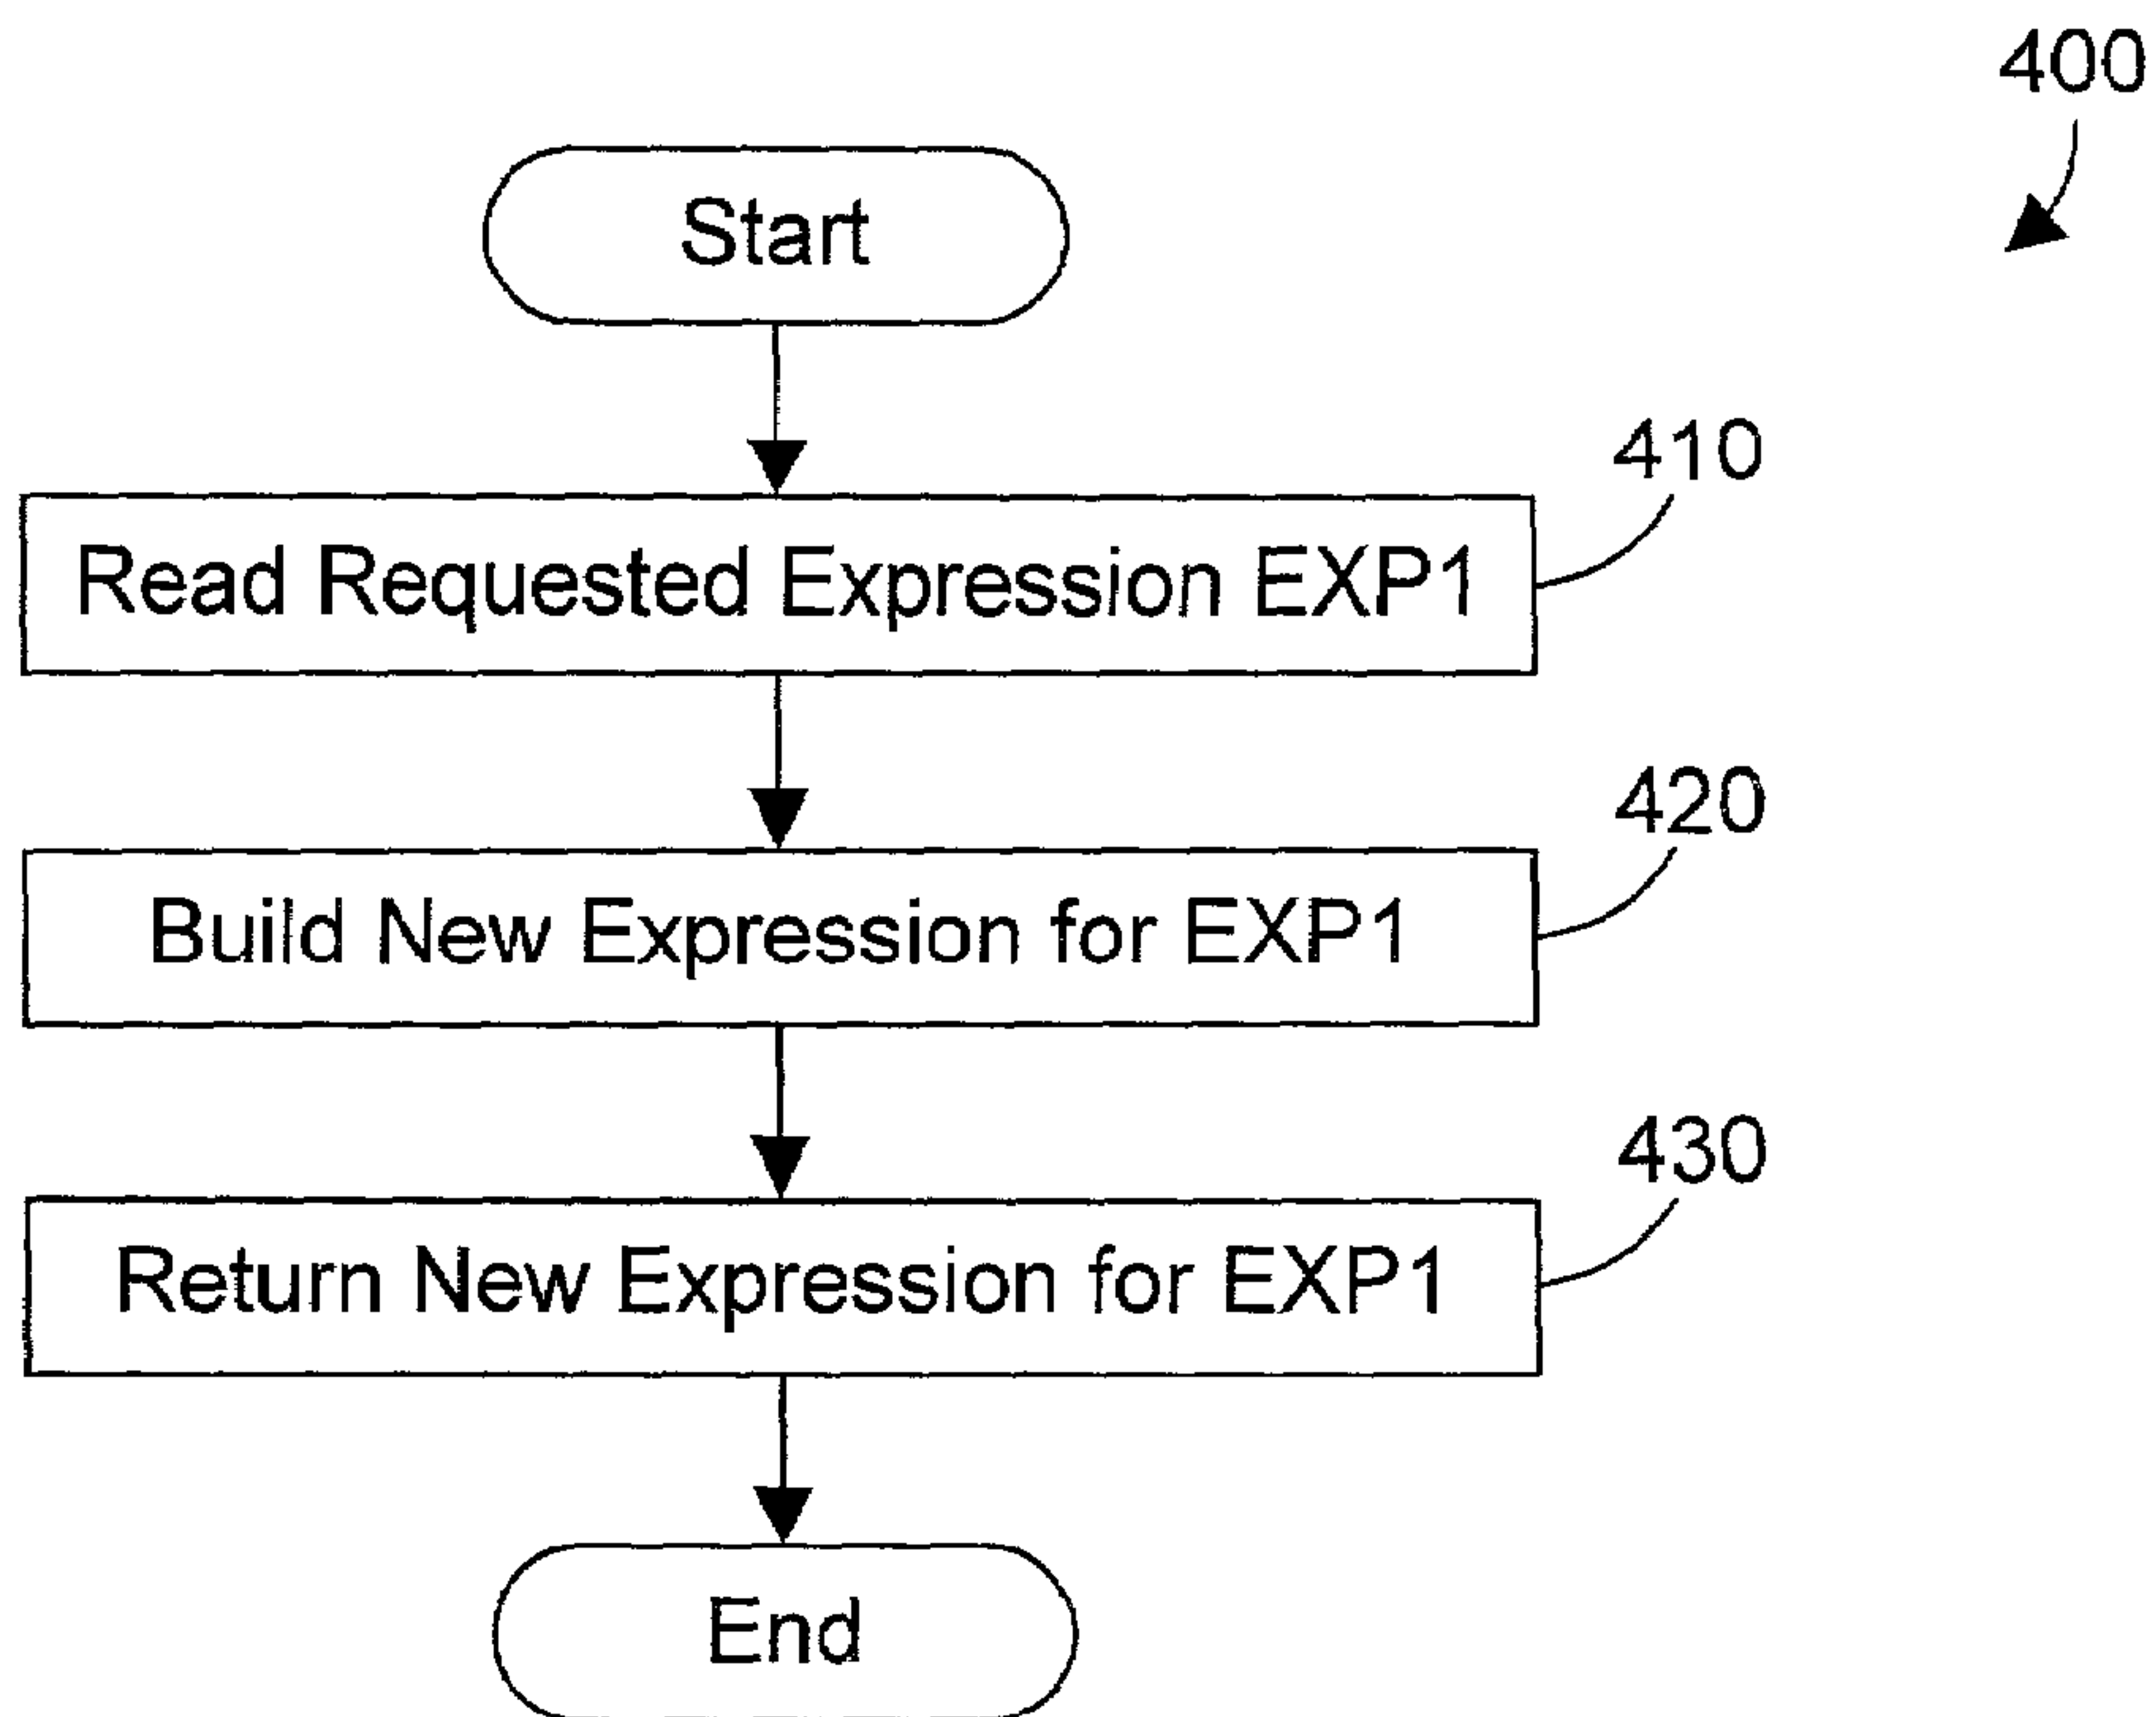 400
Start
410
Read Requested Expression EXP1
420
Build New Expression for EXP1
430
Return New Expression for EXP1
End